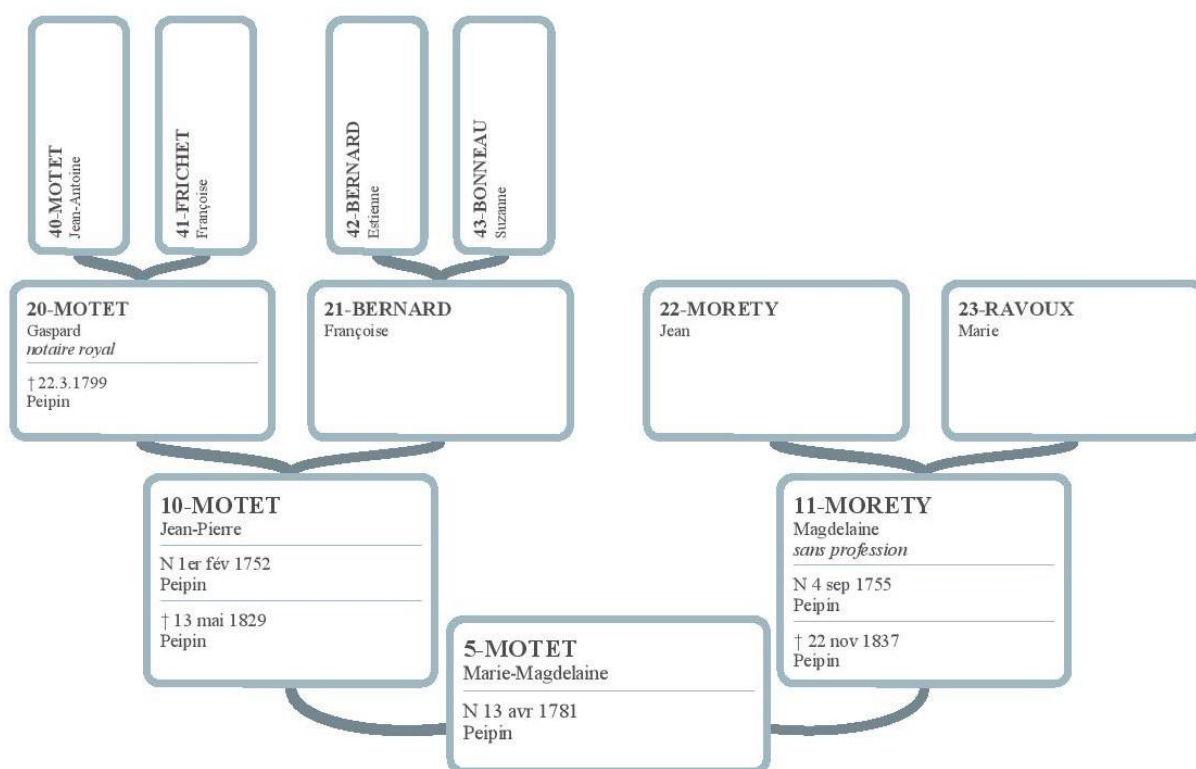 40-MOTET
Jean-Antoine
41-FRICHET
Françoise
42-BERNARD
Estienne
43-BONNEAU
Suzanne
20-MOTET
Gaspard
notaire royal
† 22.3.1799
Peipin
21-BERNARD
Françoise
22-MORETY
Jean
23-RAVOUX
Marie
10-MOTET
Jean-Pierre
N 1er fév 1752
Peipin
† 13 mai 1829
Peipin
11-MORETY
Magdelaine
sans profession
N 4 sep 1755
Peipin
† 22 nov 1837
Peipin
5-MOTET
Marie-Magdelaine
N 13 avr 1781
Peipin